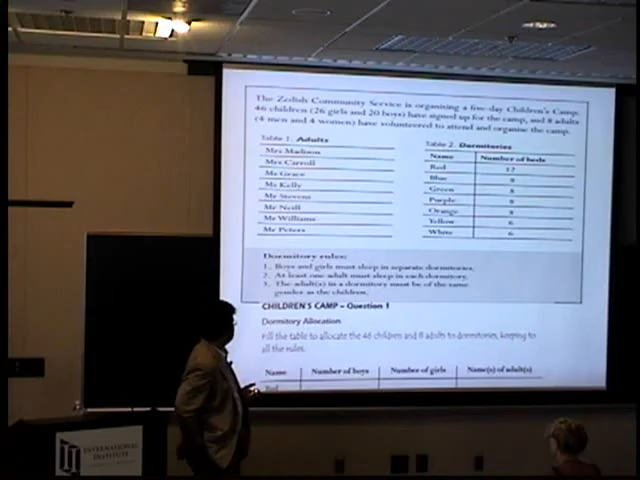 The Zedish Community Service is organising a five-day Children's Camp.
46 children (26 girls and 20 boys) have signed up for the camp, and 8 adults
(4 men and 4 women) have volunteered to attend and organise the camp.
Table 1. Adults
Mrs Madison
Mrs Carroll
Ms Grace
Ms Kelly
Mr Stevens
Mr Neill
Mr Williams
Mr Peters
Table 2. Dormitories
Name Number of beds
Red 12
Blue 8
Green 8
Purple 8
Orange 8
Yellow 6
White 6
Dormitory rules:
1. Boys and girls must sleep in separate dormitories.
2. At least one adult must sleep in each dormitory.
3. The adult(s) in a dormitory must be of the same
gender as the children.
CHILDREN'S CAMP – Question 1
Dormitory Allocation
Fill the table to allocate the 46 children and 8 adults to dormitories, keeping to
all the rules.
Name Number of boys Number of girls Name(s) of adult(s)
Red
INTERNATIONAL
INSTITUTE